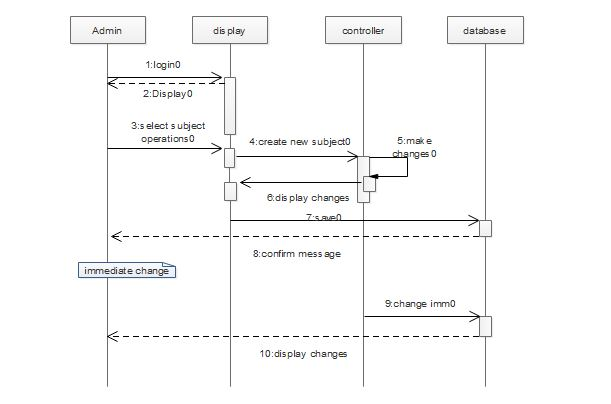 Admin
display
controller
database
1:login0
2:Display0
3:select subject
operations0
4:create new subject0
5:make
changes0
6:display changes
7:save0
8:confirm message
immediate change
9:change imm0
10:display changes